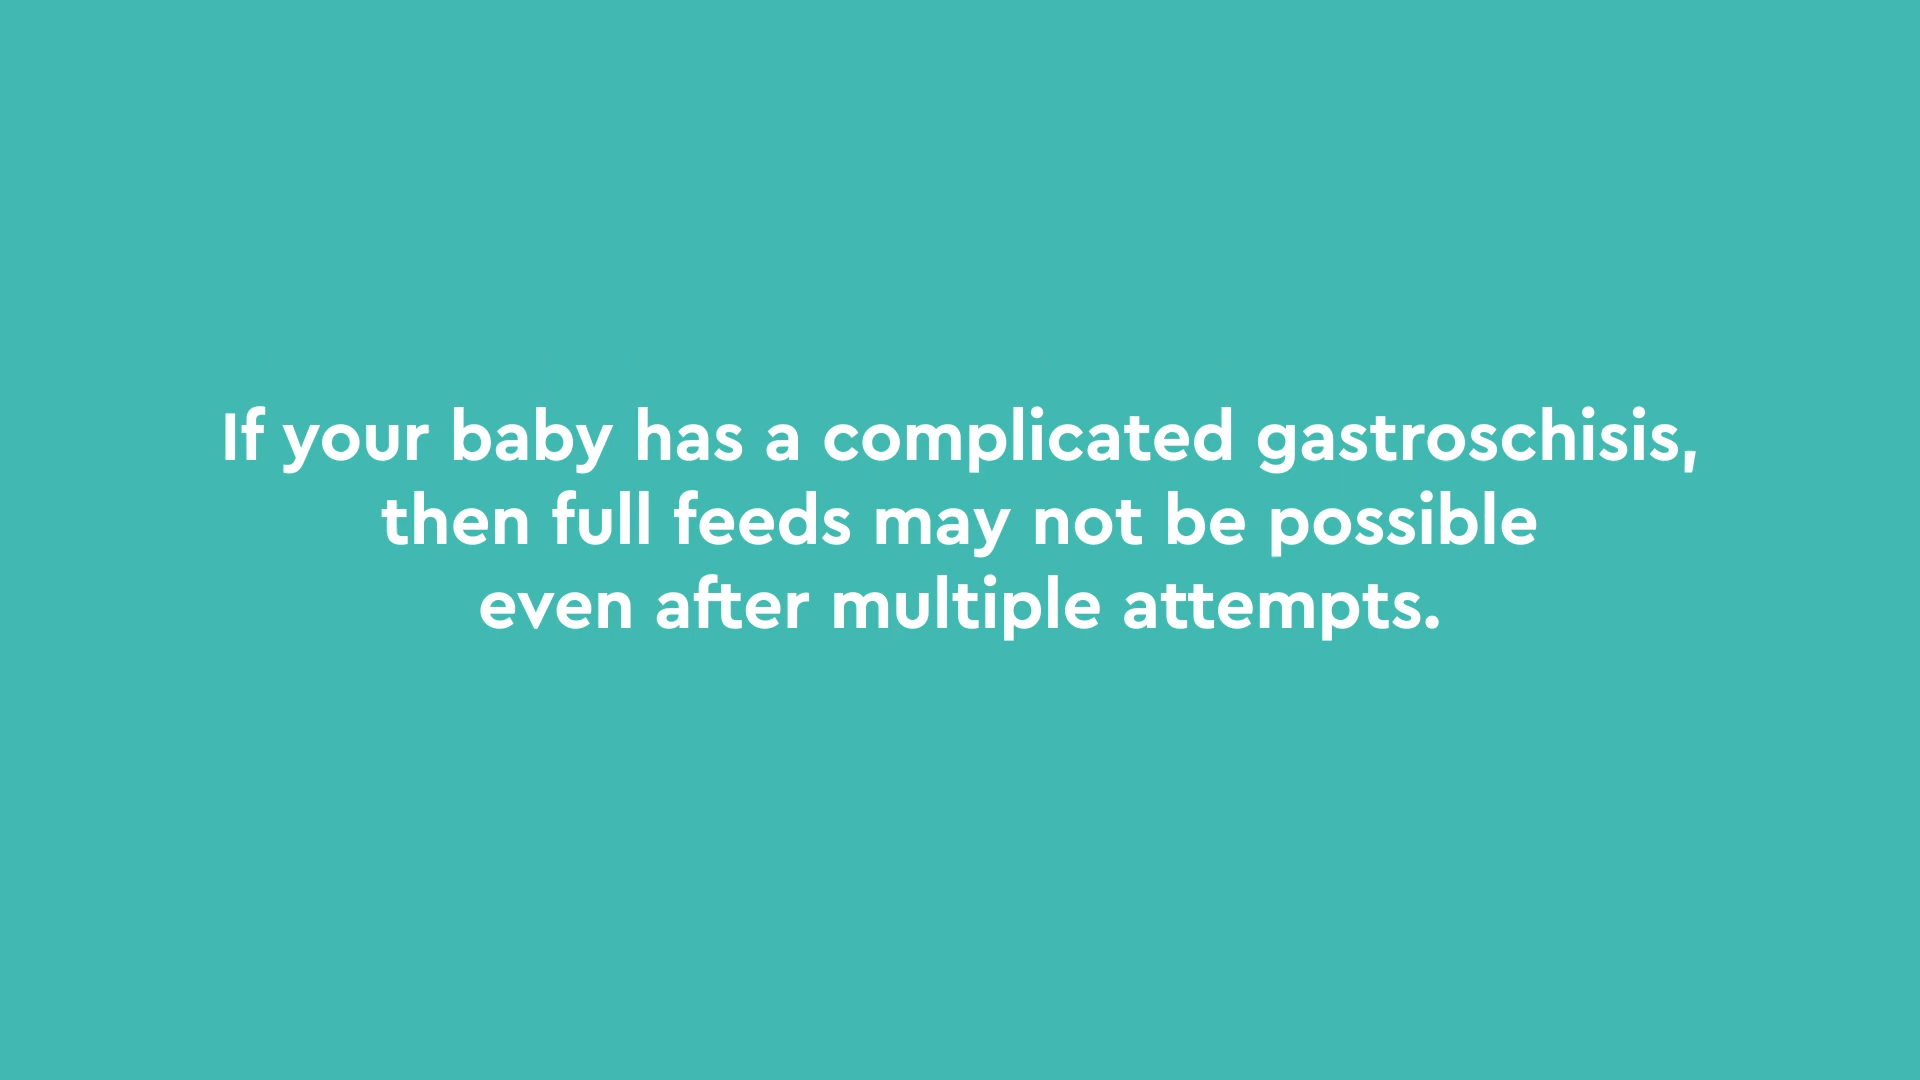 If your baby has a complicated gastroschisis,
then full feeds may not be possible
even after multiple attempts.